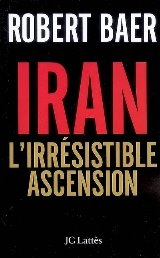 ROBERT BAER
IRAN
L'IRRÉSISTIBLE
ASCENSION
JC Lattès